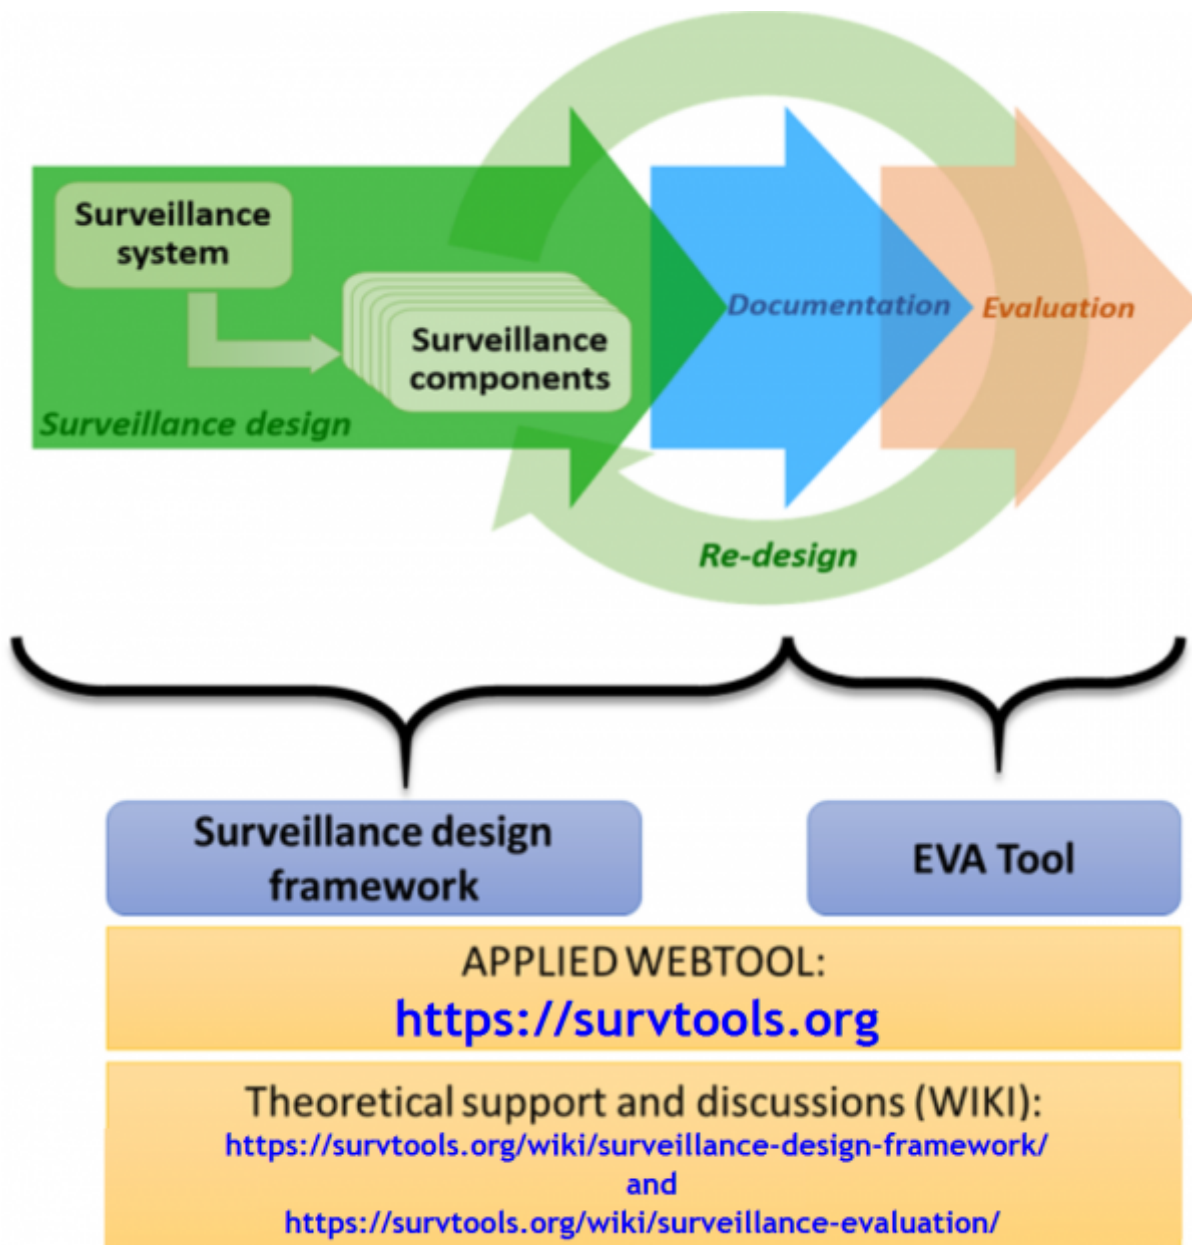 Surveillance
system
Surveillance
components
Surveillance design
Documentation
Evaluation
Re-design
Surveillance design
framework
EVA Tool
APPLIED WEBTOOL:
https://survtools.org
Theoretical support and discussions (WIKI):
https://survtools.org/wiki/surveillance-design-framework/
and
https://survtools.org/wiki/surveillance-evaluation/